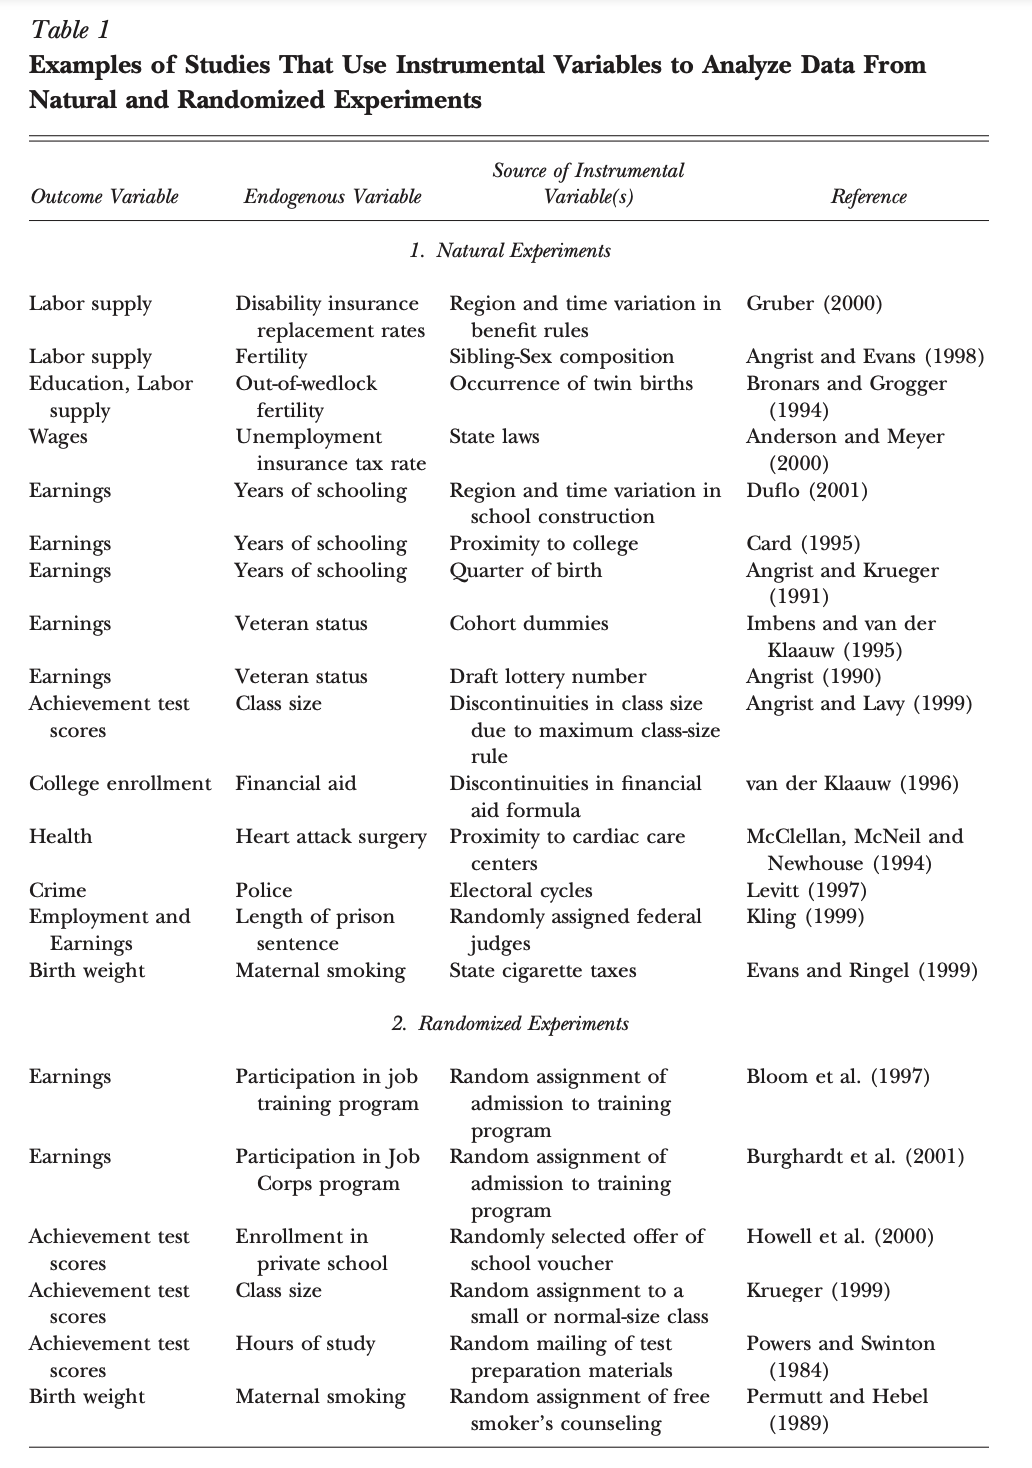 Table 1
Examples of Studies That Use Instrumental Variables to Analyze Data From
Natural and Randomized Experiments
Source of Instrumental
Outcome Variable Endogenous Variable Variable(s) Reference
1. Natural Experiments
Labor supply Disability insurance Region and time variation in Gruber (2000)
replacement rates benefit rules
Labor supply Fertility Sibling-Sex composition Angrist and Evans (1998)
Education, Labor Out-of-wedlock Occurrence of twin births Bronars and Grogger
supply fertility (1994)
Wages Unemployment State laws Anderson and Meyer
insurance tax rate (2000)
Earnings Years of schooling Region and time variation in Duflo (2001)
school construction
Earnings Years of schooling Proximity to college Card (1995)
Earnings Years of schooling Quarter of birth Angrist and Krueger
(1991)
Earnings Veteran status Cohort dummies Imbens and van der
Klaauw (1995)
Earnings Veteran status Draft lottery number Angrist (1990)
Achievement test Class size Discontinuities in class size Angrist and Lavy (1999)
scores due to maximum class-size
rule
College enrollment Financial aid Discontinuities in financial van der Klaauw (1996)
aid formula
Health Heart attack surgery Proximity to cardiac care McClellan, McNeil and
centers Newhouse (1994)
Crime Police Electoral cycles Levitt (1997)
Employment and Length of prison Randomly assigned federal Kling (1999)
Earnings sentence judges
Birth weight Maternal smoking State cigarette taxes Evans and Ringel (1999)
2. Randomized Experiments
Earnings Participation in job Random assignment of Bloom et al. (1997)
training program admission to training
program
Earnings Participation in Job Random assignment of Burghardt et al. (2001)
Corps program admission to training
program
Achievement test Enrollment in Randomly selected offer of Howell et al. (2000)
scores private school school voucher
Achievement test Class size Random assignment to a Krueger (1999)
scores small or normal-size class
Achievement test Hours of study Random mailing of test Powers and Swinton
scores preparation materials (1984)
Birth weight Maternal smoking Random assignment of free Permutt and Hebel
smoker's counseling (1989)